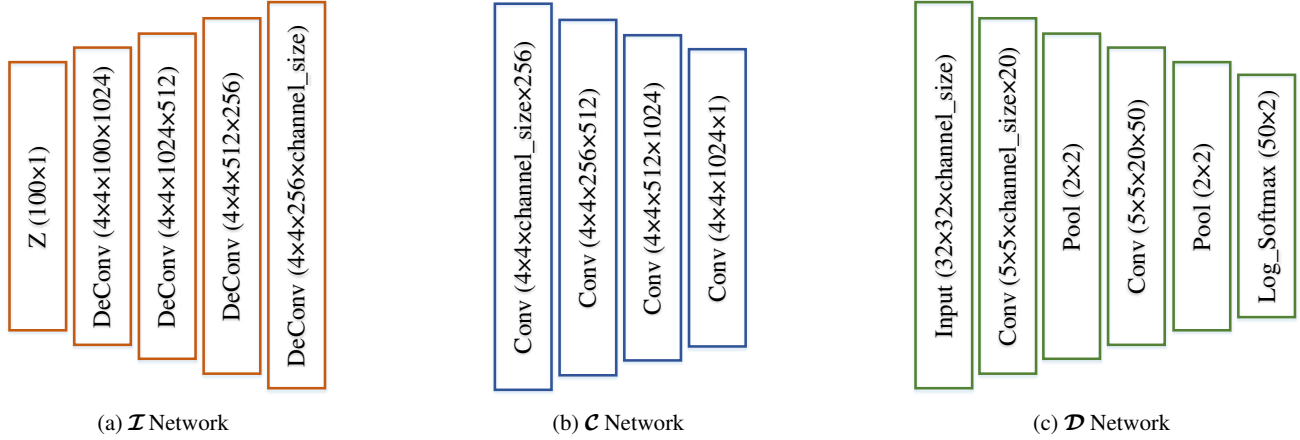 Z (100×1)
DeConv (4×4×100×1024)
DeConv (4×4×1024×512)
DeConv (4×4×512×256)
DeConv (4×4×256×channel_size)
(a) 𝓘 Network
Conv (4×4×channel_size×256)
Conv (4×4×256×512)
Conv (4×4×512×1024)
Conv (4×4×1024×1)
(b) 𝓒 Network
Input (32×32×channel_size)
Conv (5×5×channel_size×20)
Pool (2×2)
Conv (5×5×20×50)
Pool (2×2)
Log_Softmax (50×2)
(c) 𝓓 Network